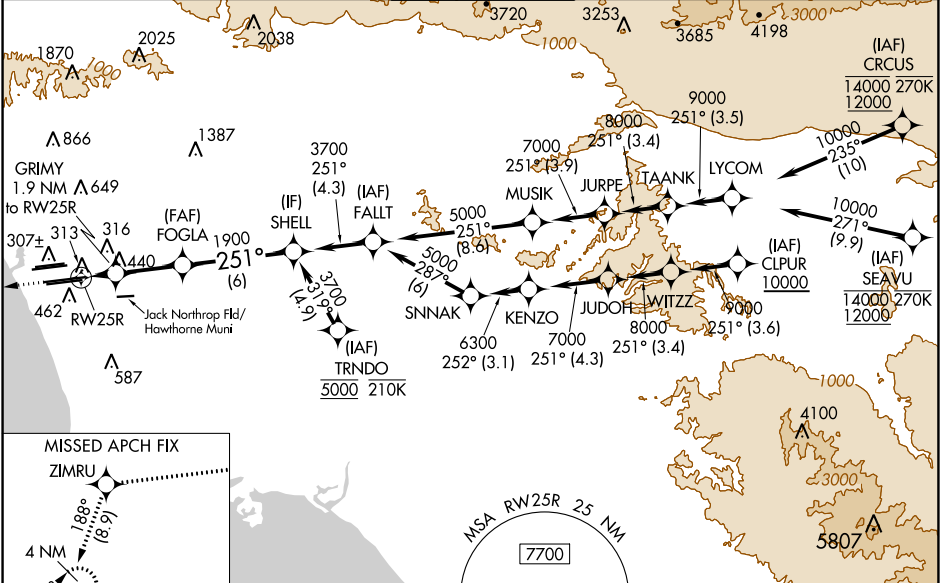 3720
3253
3000
2038
2025
1870
1000
1000
3685
4198
(IAF)
CRCUS
14000 270K
12000
866
1387
9000
251° (3.5)
8000
251° (3.4)
7000
251° (3.9)
3700
251°
(4.3)
10000
235°
(10)
GRIMY
1.9 NM
to RW25R
649
(IAF)
FALLT
(IF)
SHELL
(FAF)
FOGLA
MUSIK
JURPE
TAANK
LYCOM
316
313
307±
440
1900
251°
(6)
5000
251°
(8.6)
10000
271°
(9.9)
5000
287°
(6)
(IAF)
CLPUR
10000
(IAF)
SEAVU
14000 270K
12000
462
RW25R
Jack Northrop Fld/
Hawthorne Muni
3700
319°
(4.9)
SNNAK
KENZO
JUDOH
WITZZ
6300
252° (3.1)
7000
251° (4.3)
8000
251° (3.4)
9000
251° (3.6)
587
(IAF)
TRNDO
5000 210K
1000
4100
3000
5807
MISSED APCH FIX
ZIMRU
188°
(8.9)
4 NM
MSA RW25R 25 NM
7700